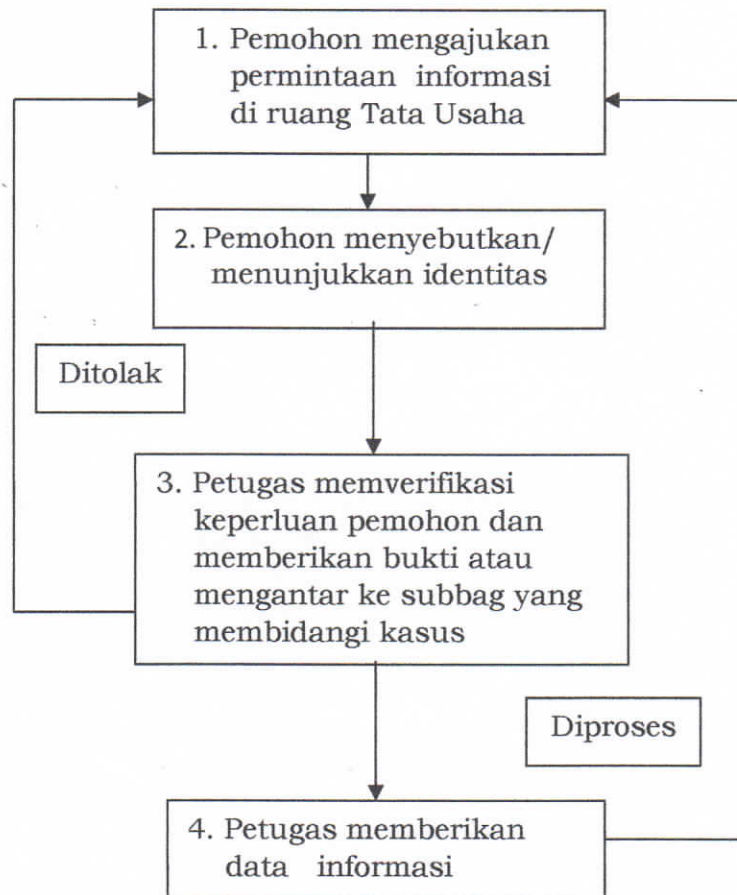 1. Pemohon mengajukan
permintaan informasi
di ruang Tata Usaha
2. Pemohon menyebutkan/
menunjukkan identitas
Ditolak
3. Petugas memverifikasi
keperluan pemohon dan
memberikan bukti atau
mengantar ke subbag yang
membidangi kasus
Diproses
4. Petugas memberikan
data informasi